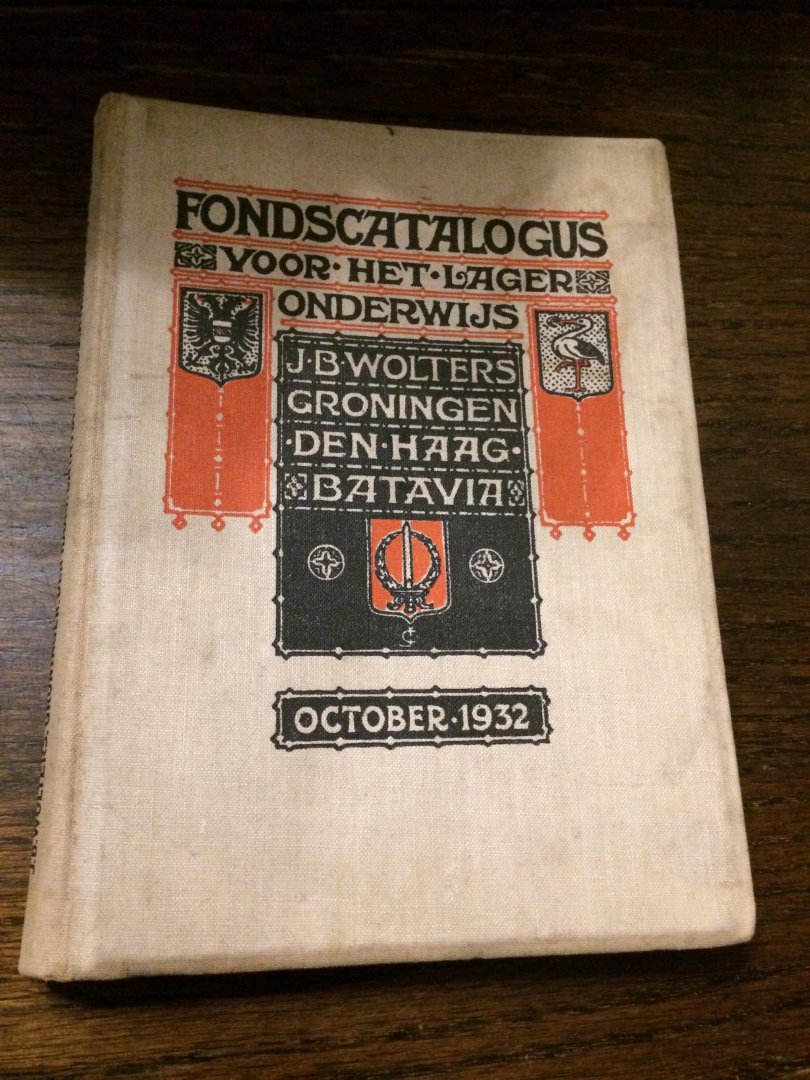 FONDSCATALOGUS
VOOR·HET·LAGER
ONDERWIJS
J·B·WOLTERS
GRONINGEN
·DEN·HAAG·
BATAVIA
OCTOBER·1932